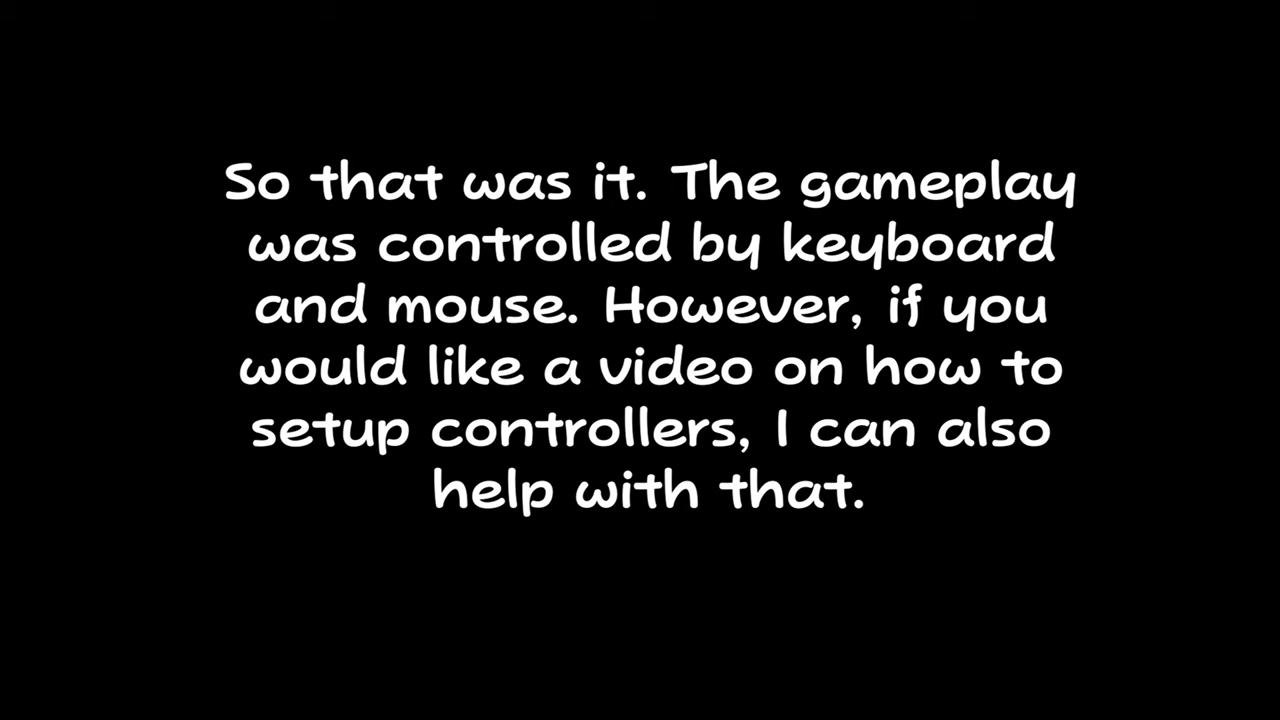 So that was it. The gameplay
was controlled by keyboard
and mouse. However, if you
would like a video on how to
setup controllers, I can also
help with that.